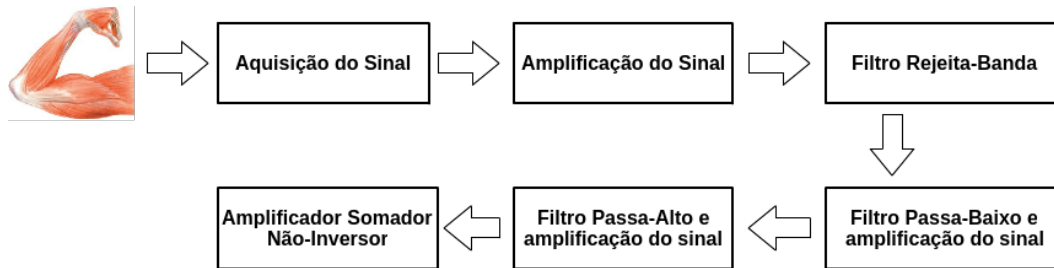 Aquisição do Sinal
Amplificação do Sinal
Filtro Rejeita-Banda
Filtro Passa-Baixo e
amplificação do sinal
Filtro Passa-Alto e
amplificação do sinal
Amplificador Somador
Não-Inversor